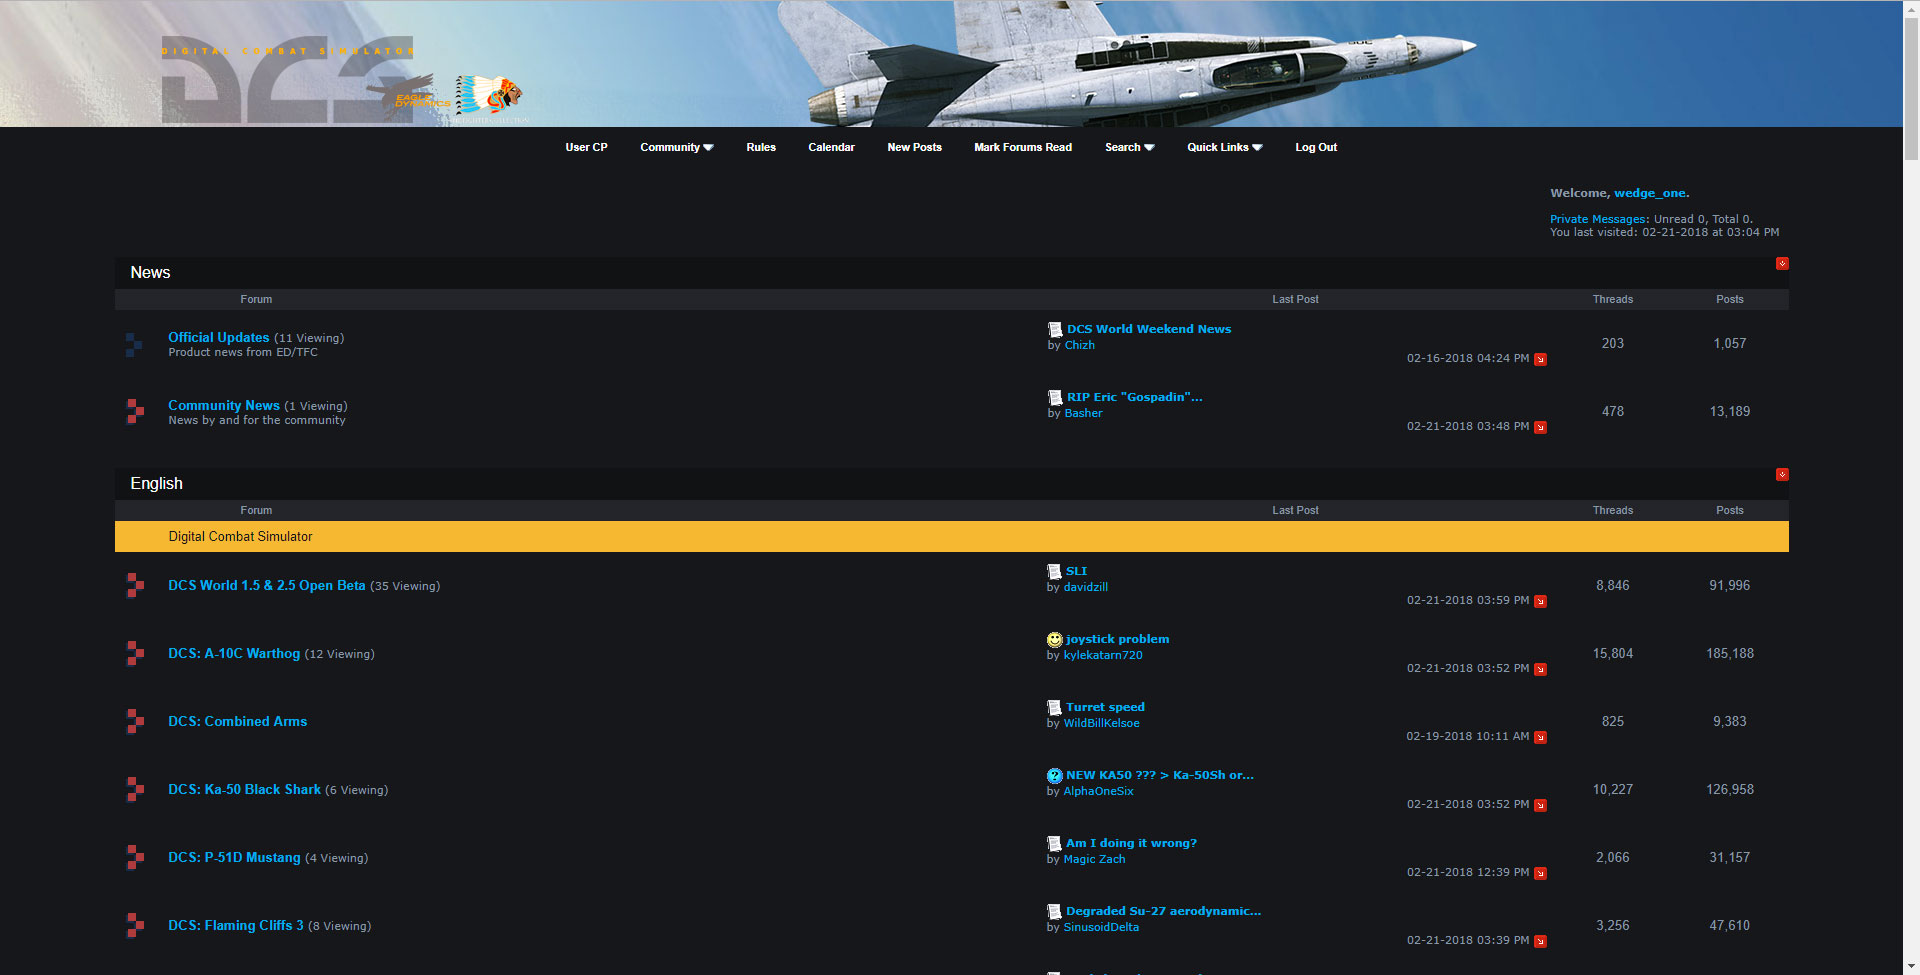 DIGITAL COMBAT SIMULATOR
DCS
EAGLE DYNAMICS
User CP Community Rules Calendar New Posts Mark Forums Read Search Quick Links Log Out
Welcome, wedge_one.
Private Messages: Unread 0, Total 0.
You last visited: 02-21-2018 at 03:04 PM
News
Forum Last Post Threads Posts
Official Updates (11 Viewing)
Product news from ED/TFC
DCS World Weekend News
by Chizh
02-16-2018 04:24 PM
203 1,057
Community News (1 Viewing)
News by and for the community
RIP Eric "Gospadin"...
by Basher
02-21-2018 03:48 PM
478 13,189
English
Forum Last Post Threads Posts
Digital Combat Simulator
DCS World 1.5 & 2.5 Open Beta (35 Viewing)
SLI
by davidzill
02-21-2018 03:59 PM
8,846 91,996
DCS: A-10C Warthog (12 Viewing)
joystick problem
by kylekatarn720
02-21-2018 03:52 PM
15,804 185,188
DCS: Combined Arms
Turret speed
by WildBillKelsoe
02-19-2018 10:11 AM
825 9,383
DCS: Ka-50 Black Shark (6 Viewing)
NEW KA50 ??? > Ka-50Sh or...
by AlphaOneSix
02-21-2018 03:52 PM
10,227 126,958
DCS: P-51D Mustang (4 Viewing)
Am I doing it wrong?
by Magic Zach
02-21-2018 12:39 PM
2,066 31,157
DCS: Flaming Cliffs 3 (8 Viewing)
Degraded Su-27 aerodynamic...
by SinusoidDelta
02-21-2018 03:39 PM
3,256 47,610